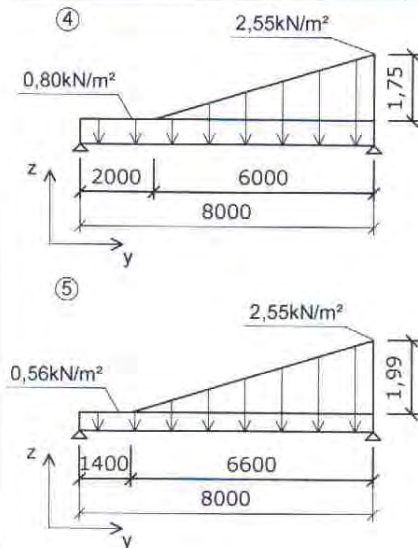 ④
2,55kN/m²
0,80kN/m²
1,75
2000
6000
8000
z
y
⑤
2,55kN/m²
0,56kN/m²
1,99
1400
6600
8000
z
y